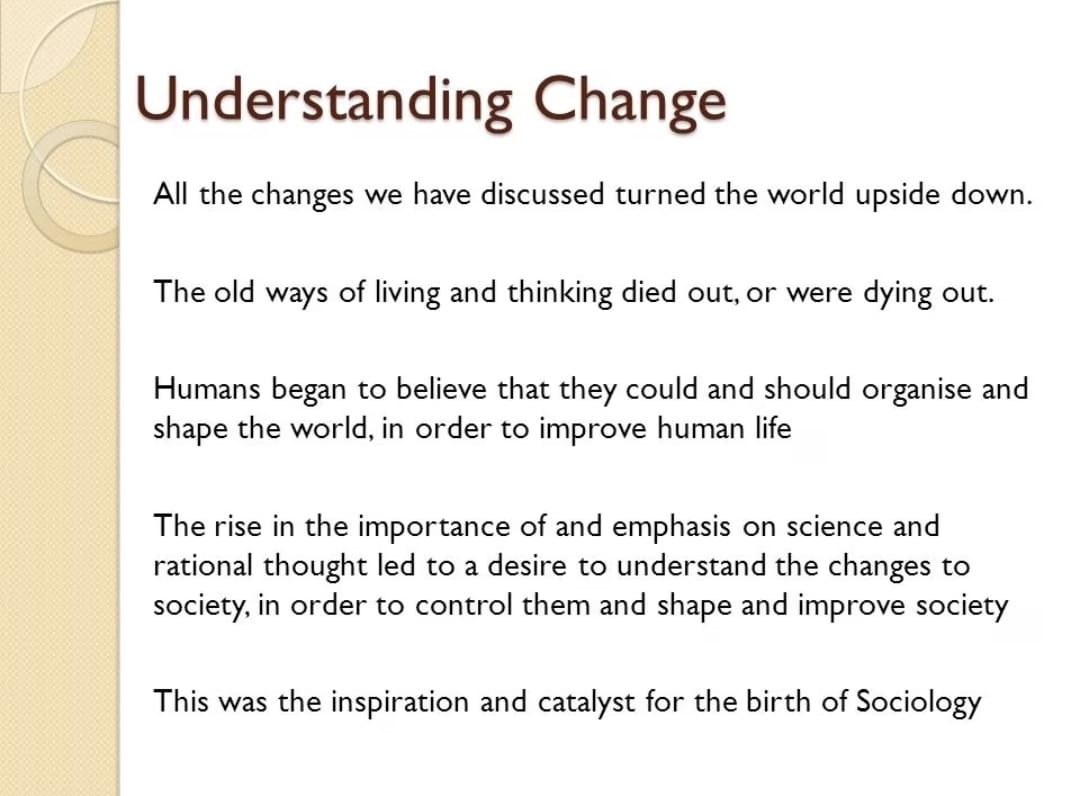 Understanding Change
All the changes we have discussed turned the world upside down.
The old ways of living and thinking died out, or were dying out.
Humans began to believe that they could and should organise and
shape the world, in order to improve human life
The rise in the importance of and emphasis on science and
rational thought led to a desire to understand the changes to
society, in order to control them and shape and improve society
This was the inspiration and catalyst for the birth of Sociology